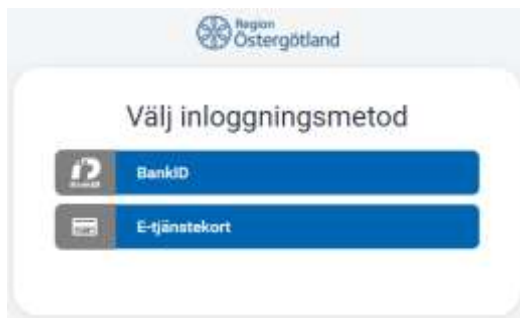 Region
Östergötland
Välj inloggningsmetod
BankID
E-tjänstekort